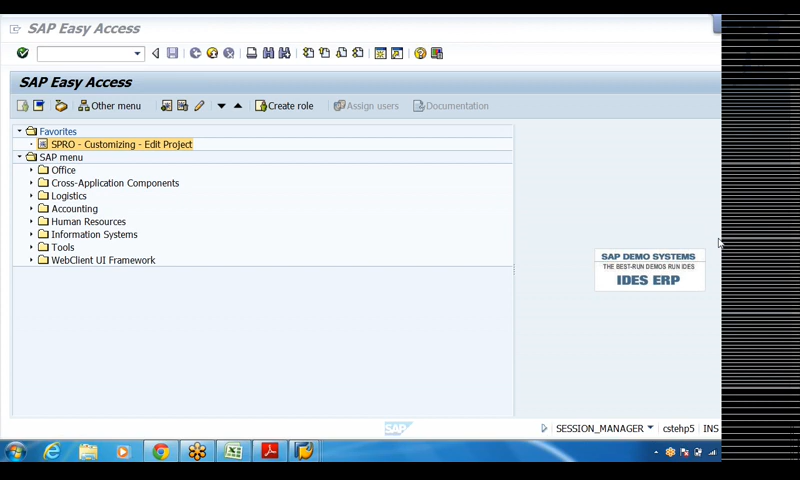 SAP Easy Access
SAP Easy Access
Other menu
Create role
Assign users
Documentation
Favorites
SPRO - Customizing - Edit Project
SAP menu
Office
Cross-Application Components
Logistics
Accounting
Human Resources
Information Systems
Tools
WebClient UI Framework
SAP DEMO SYSTEMS
THE BEST-RUN DEMOS RUN IDES
IDES ERP
SAP
SESSION_MANAGER
cstehp5
INS